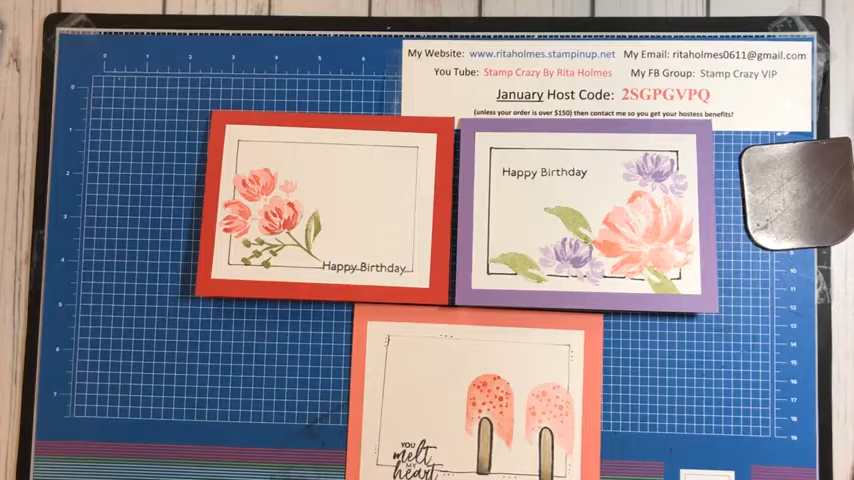 My Website: www.ritaholmes.stampinup.net My Email: ritaholmes0611@gmail.com
You Tube: Stamp Crazy By Rita Holmes My FB Group: Stamp Crazy VIP
January Host Code: 2SGPGVPQ
(unless your order is over $150) then contact me so you get your hostess benefits!
Happy Birthday
Happy Birthday
YOU
melt
MY
heart